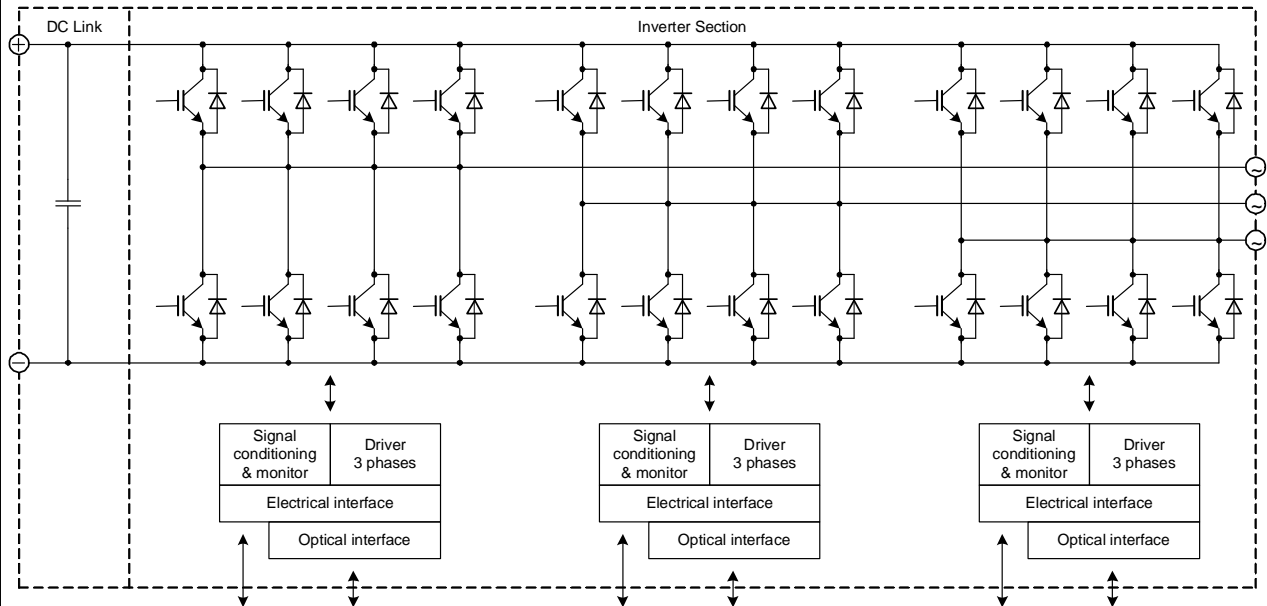 DC Link
Inverter Section
+
~
~
~
−
Signal
conditioning
& monitor
Driver
3 phases
Electrical interface
Optical interface
Signal
conditioning
& monitor
Driver
3 phases
Electrical interface
Optical interface
Signal
conditioning
& monitor
Driver
3 phases
Electrical interface
Optical interface